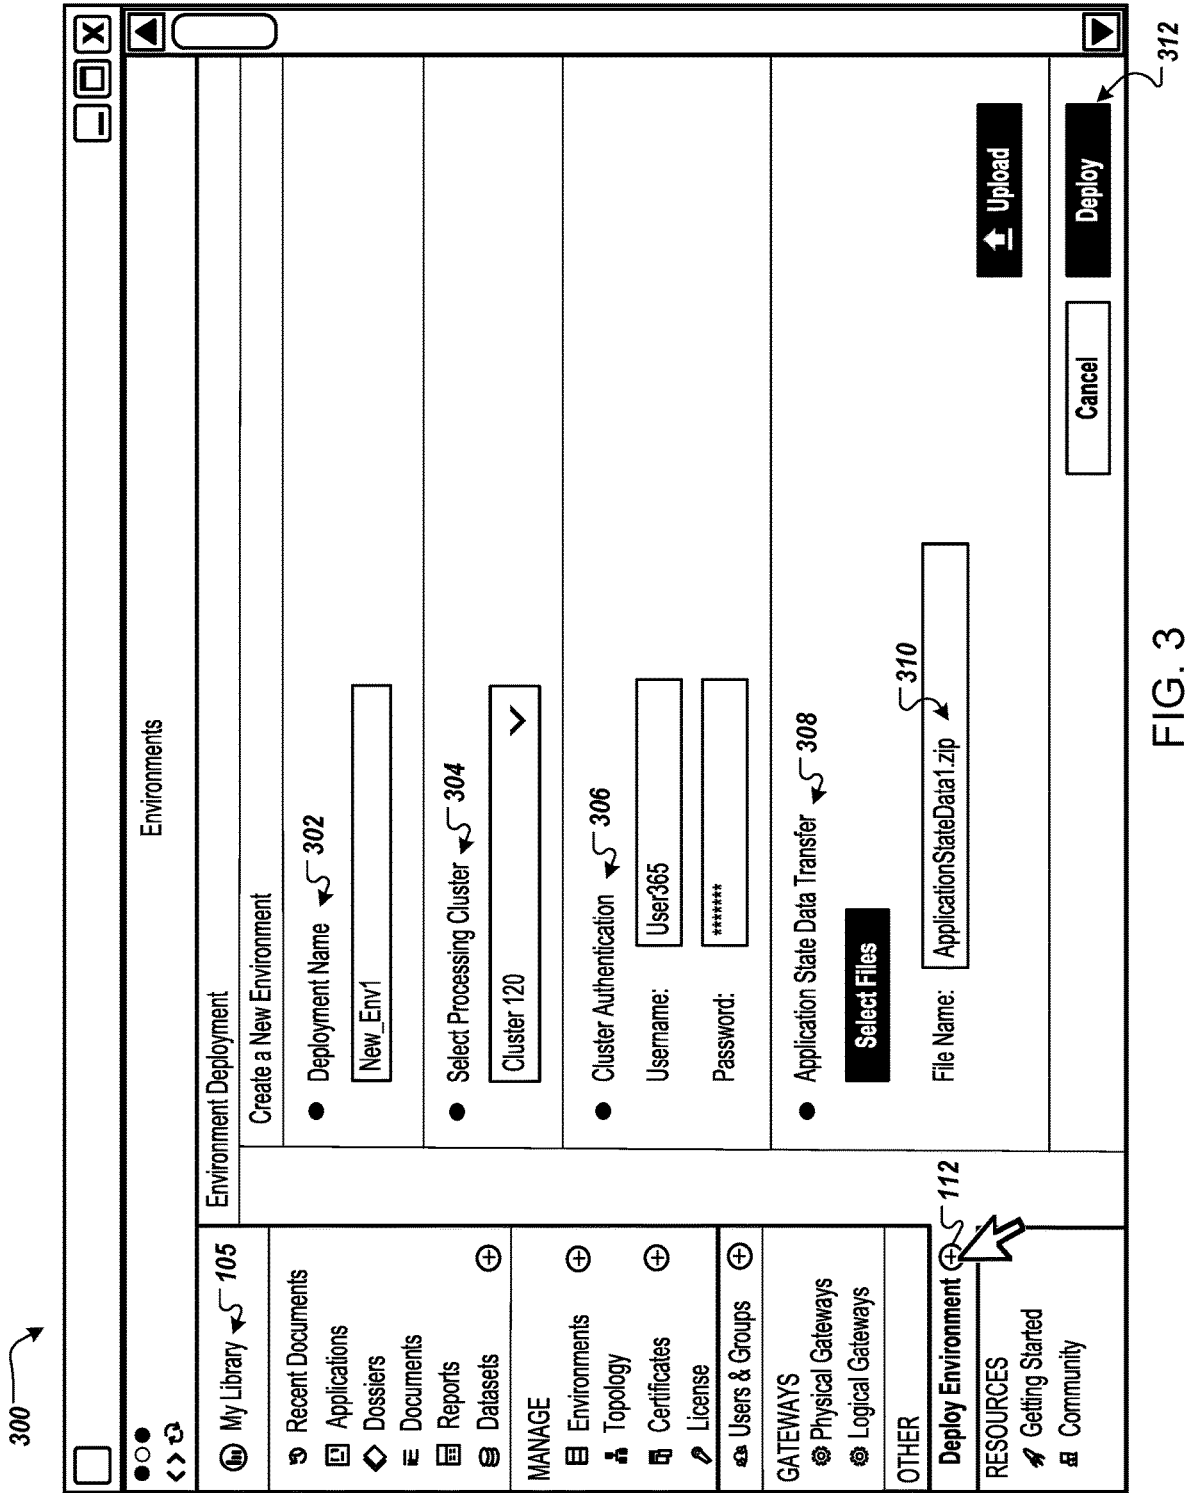 300
X
Environments
My Library 105
Recent Documents
Applications
Dossiers
Documents
Reports
Datasets
MANAGE
Environments
Topology
Certificates
License
Users & Groups
GATEWAYS
Physical Gateways
Logical Gateways
OTHER
Deploy Environment 112
RESOURCES
Getting Started
Community
Environment Deployment
Create a New Environment
Deployment Name 302
New_Env1
Select Processing Cluster 304
Cluster 120
Cluster Authentication 306
Username: User365
Password: *******
Application State Data Transfer 308
Select Files
310
File Name: ApplicationStateData1.zip
Upload
Cancel Deploy
312
FIG. 3